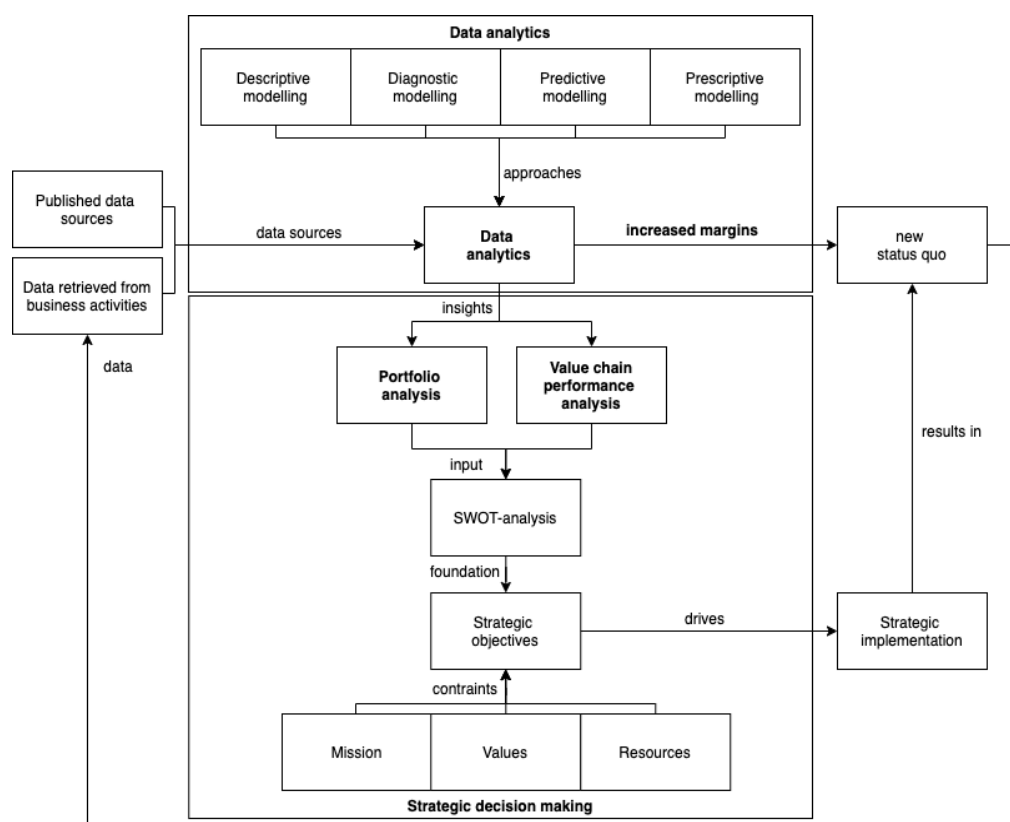 Data analytics
Descriptive
modelling
Diagnostic
modelling
Predictive
modelling
Prescriptive
modelling
approaches
Published data
sources
Data retrieved from
business activities
data sources
Data
analytics
increased margins
new
status quo
insights
data
Portfolio
analysis
Value chain
performance
analysis
results in
input
SWOT-analysis
foundation
Strategic
objectives
drives
Strategic
implementation
contraints
Mission
Values
Resources
Strategic decision making